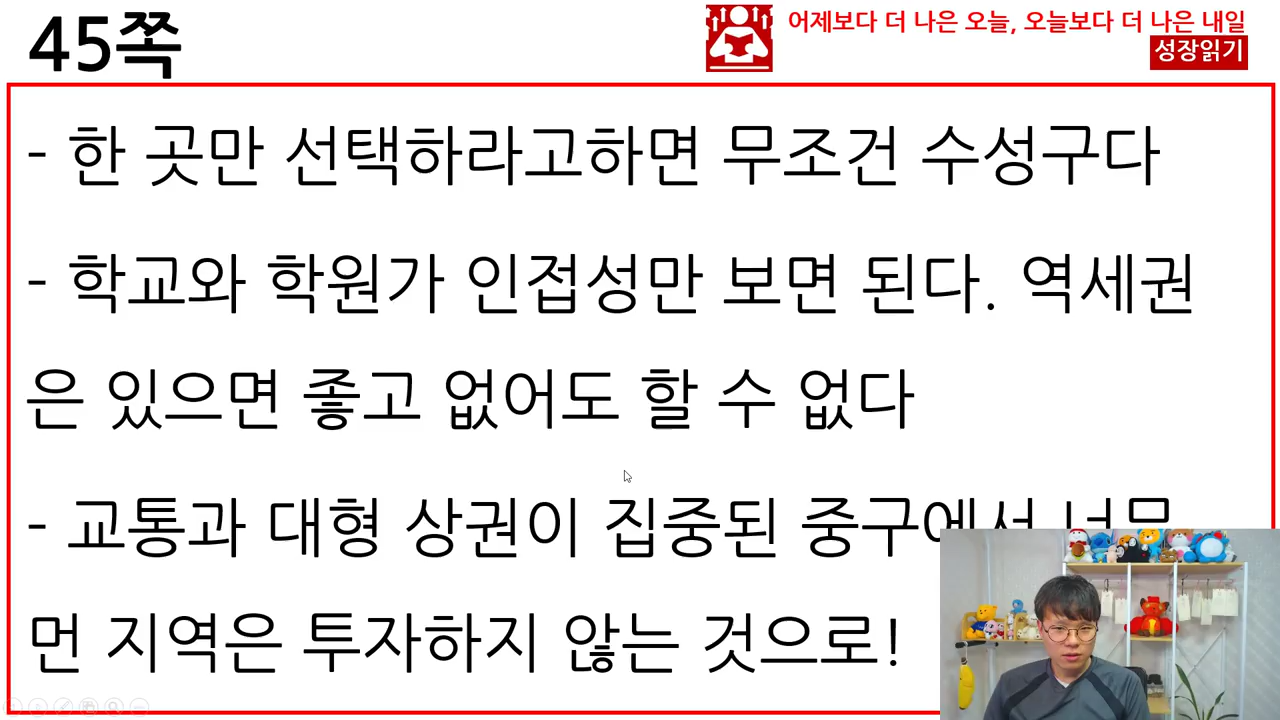 45쪽
어제보다 더 나은 오늘, 오늘보다 더 나은 내일
성장읽기
- 한 곳만 선택하라고하면 무조건 수성구다
- 학교와 학원가 인접성만 보면 된다. 역세권
은 있으면 좋고 없어도 할 수 없다
- 교통과 대형 상권이 집중된 중구에서 너무
먼 지역은 투자하지 않는 것으로!